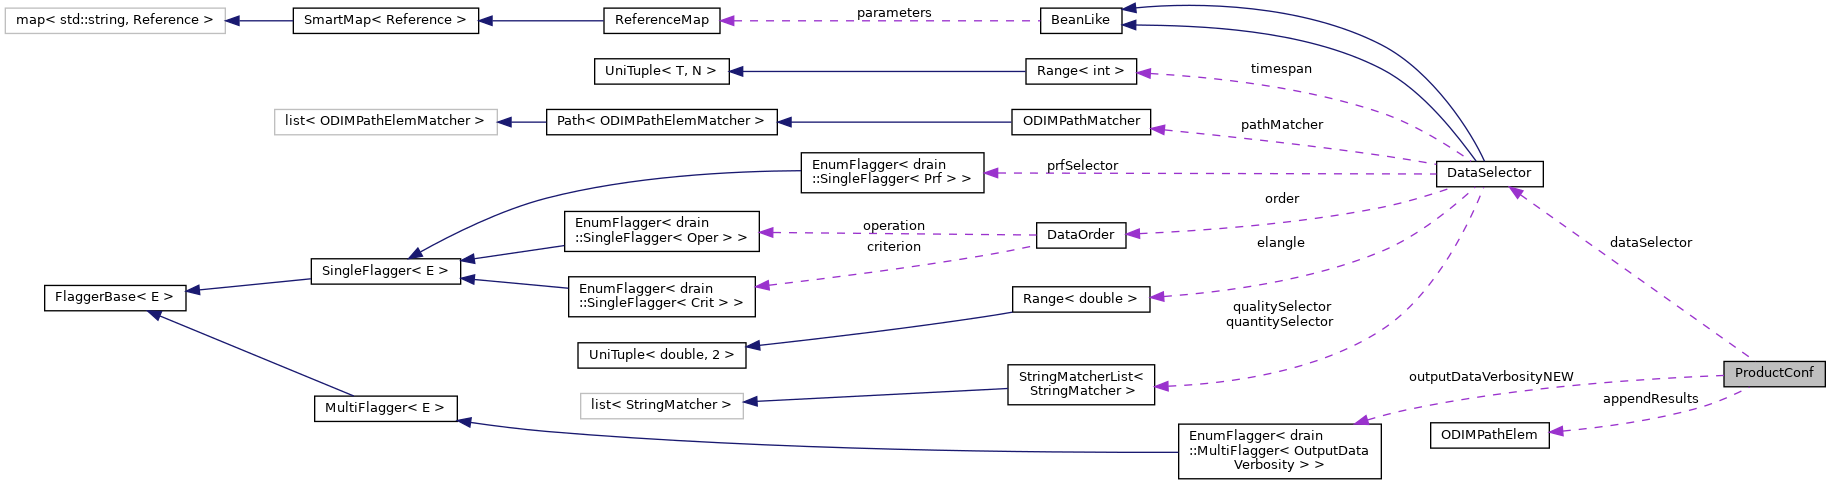 map< std::string, Reference >
SmartMap< Reference >
ReferenceMap
parameters
BeanLike
UniTuple< T, N >
Range< int >
timespan
list< ODIMPathElemMatcher >
Path< ODIMPathElemMatcher >
ODIMPathMatcher
pathMatcher
EnumFlagger< drain
::SingleFlagger< Prf > >
prfSelector
DataSelector
order
EnumFlagger< drain
::SingleFlagger< Oper > >
operation
criterion
DataOrder
elangle
dataSelector
SingleFlagger< E >
EnumFlagger< drain
::SingleFlagger< Crit > >
FlaggerBase< E >
Range< double >
qualitySelector
quantitySelector
UniTuple< double, 2 >
StringMatcherList<
StringMatcher >
list< StringMatcher >
ProductConf
outputDataVerbosityNEW
appendResults
MultiFlagger< E >
EnumFlagger< drain
::MultiFlagger< OutputData
Verbosity > >
ODIMPathElem